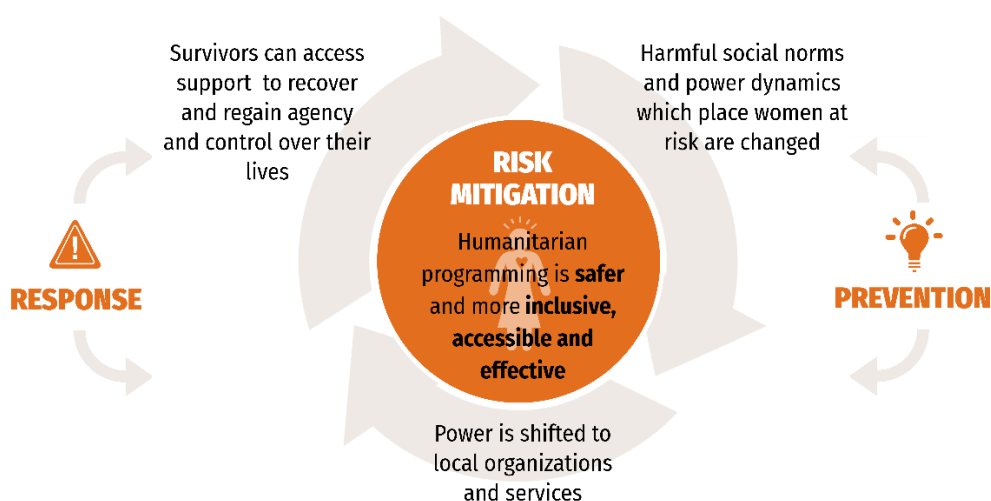 Survivors can access
support to recover
and regain agency
and control over their
lives
Harmful social norms
and power dynamics
which place women at
risk are changed
RISK
MITIGATION
Humanitarian
programming is safer
and more inclusive,
accessible and
effective
RESPONSE
PREVENTION
Power is shifted to
local organizations
and services